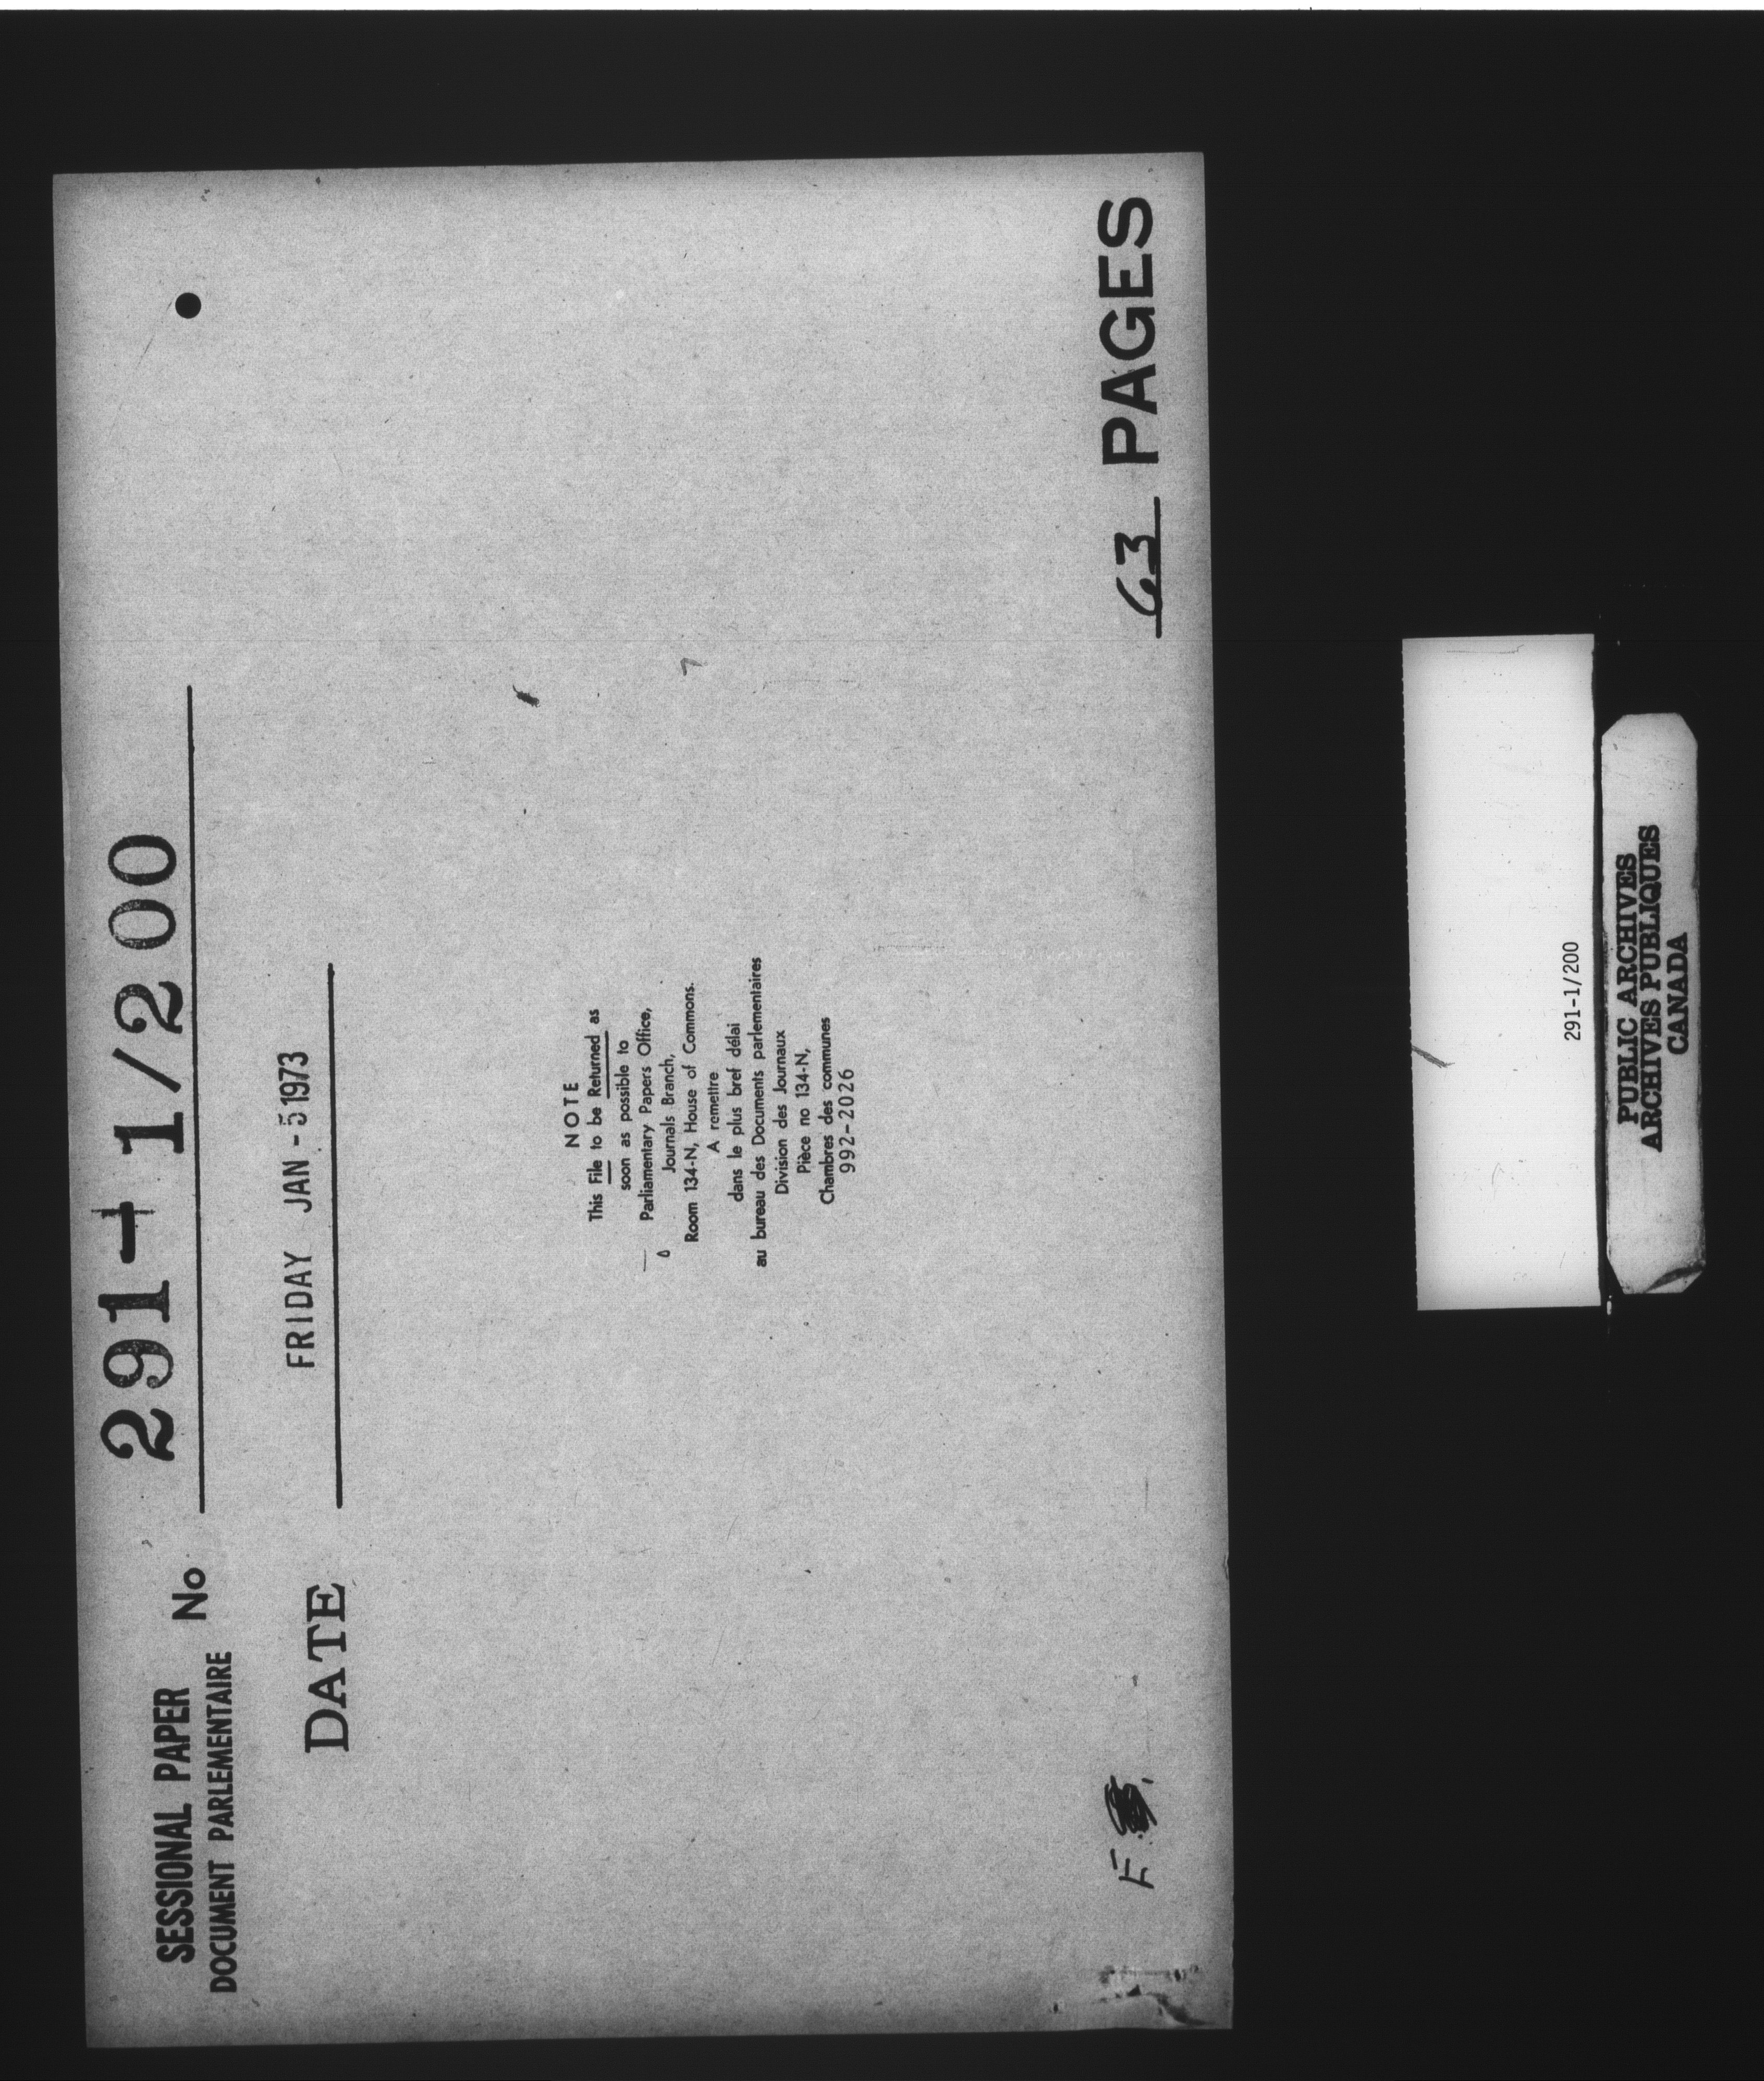 SESSIONAL PAPER No 291-1/200
DOCUMENT PARLEMENTAIRE
DATE FRIDAY JAN -5 1973
NOTE
This File to be Returned as
soon as possible to
Parliamentary Papers Office,
Journals Branch,
Room 134-N, House of Commons.
A remettre
dans le plus bref délai
au bureau des Documents parlementaires
Division des Journaux
Pièce no 134-N,
Chambres des communes
992-2026
F
63 PAGES
291-1/200
PUBLIC ARCHIVES
ARCHIVES PUBLIQUES
CANADA